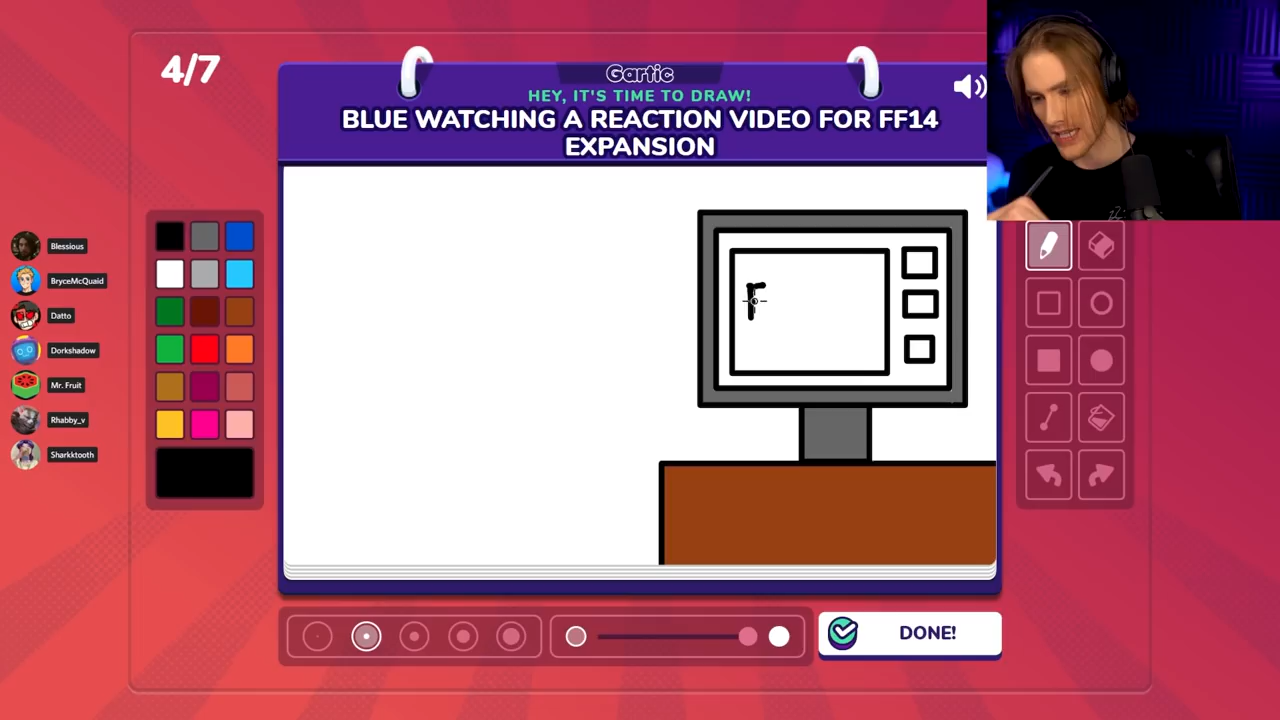 4/7
Gartic
HEY, IT'S TIME TO DRAW!
BLUE WATCHING A REACTION VIDEO FOR FF14
EXPANSION
Blessious
BryceMcQuaid
Datto
Dorkshadow
Mr. Fruit
Rhabby_v
Sharkktooth
F
DONE!